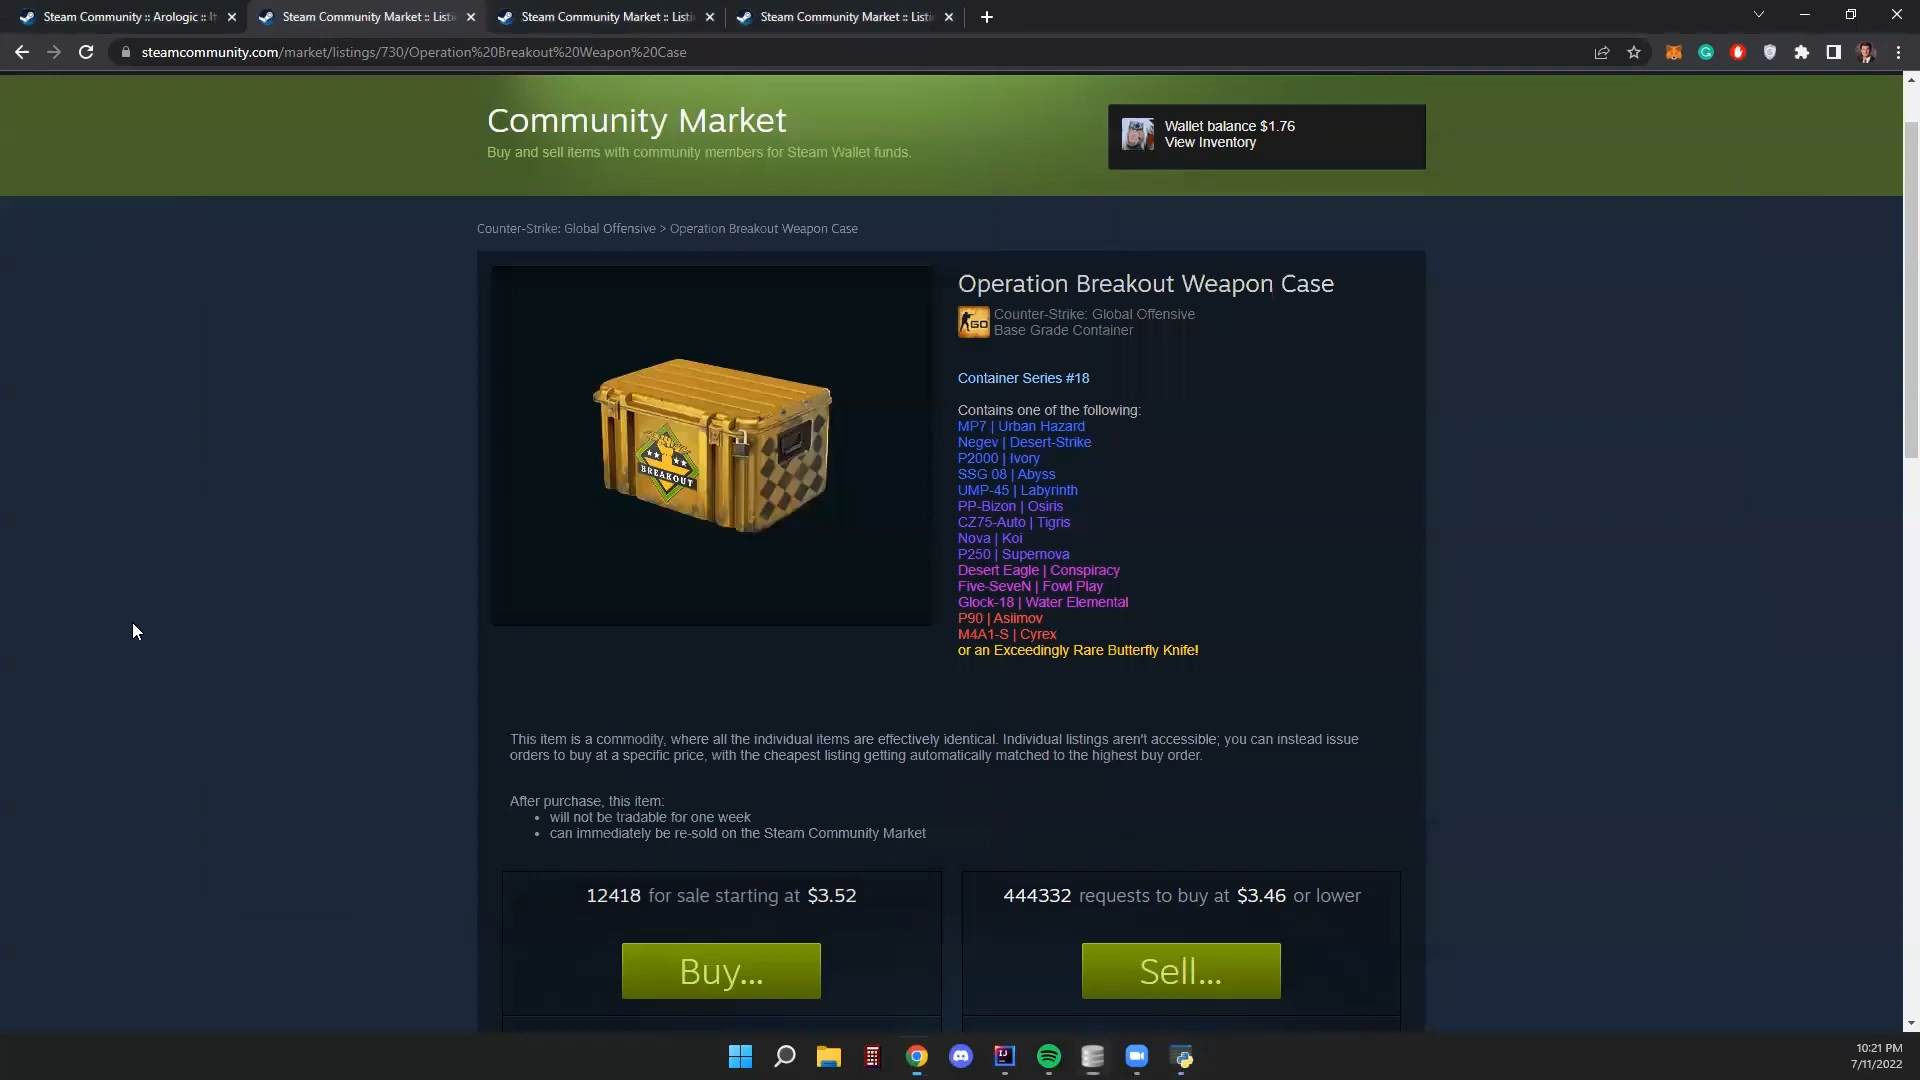 Steam Community :: Arologic :: It
Steam Community Market :: Listi
Steam Community Market :: Listi
Steam Community Market :: Listi
steamcommunity.com/market/listings/730/Operation%20Breakout%20Weapon%20Case
Community Market
Buy and sell items with community members for Steam Wallet funds.
Wallet balance $1.76
View Inventory
Counter-Strike: Global Offensive > Operation Breakout Weapon Case
BREAKOUT
Operation Breakout Weapon Case
GO
Counter-Strike: Global Offensive
Base Grade Container
Container Series #18
Contains one of the following:
MP7 | Urban Hazard
Negev | Desert-Strike
P2000 | Ivory
SSG 08 | Abyss
UMP-45 | Labyrinth
PP-Bizon | Osiris
CZ75-Auto | Tigris
Nova | Koi
P250 | Supernova
Desert Eagle | Conspiracy
Five-SeveN | Fowl Play
Glock-18 | Water Elemental
P90 | Asiimov
M4A1-S | Cyrex
or an Exceedingly Rare Butterfly Knife!
This item is a commodity, where all the individual items are effectively identical. Individual listings aren't accessible; you can instead issue
orders to buy at a specific price, with the cheapest listing getting automatically matched to the highest buy order.
After purchase, this item:
• will not be tradable for one week
• can immediately be re-sold on the Steam Community Market
12418 for sale starting at $3.52
Buy...
444332 requests to buy at $3.46 or lower
Sell...
IJ
10:21 PM
7/11/2022